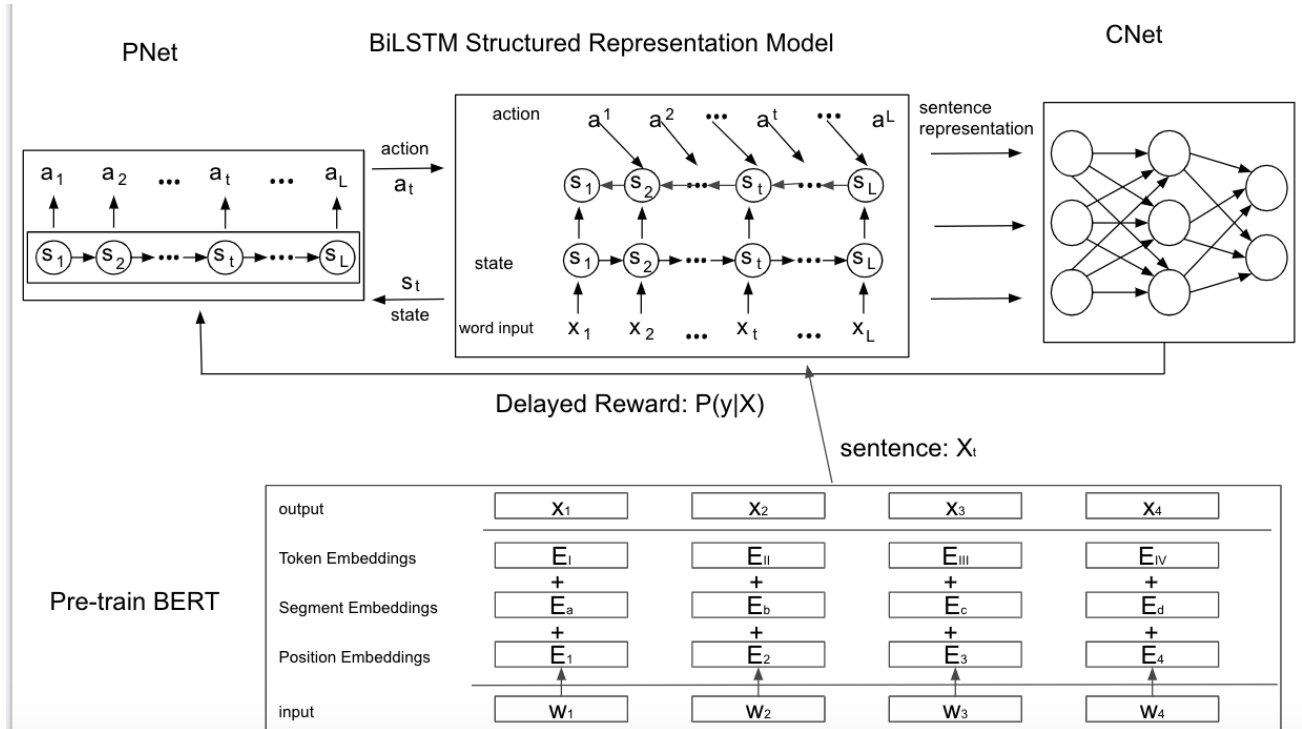 PNet
BiLSTM Structured Representation Model
CNet
a1 a2 ... at ... aL
s1 s2 ... st ... sL
action
at
st
state
action a1 a2 ... at ... aL
s1 s2 ... st ... sL
state s1 s2 ... st ... sL
word input x1 x2 ... xt ... xL
sentence
representation
Delayed Reward: P(y|X)
sentence: Xt
Pre-train BERT
output X1 X2 X3 X4
Token Embeddings EI EII EIII EIV
+ + + +
Segment Embeddings Ea Eb Ec Ed
+ + + +
Position Embeddings E1 E2 E3 E4
input W1 W2 W3 W4